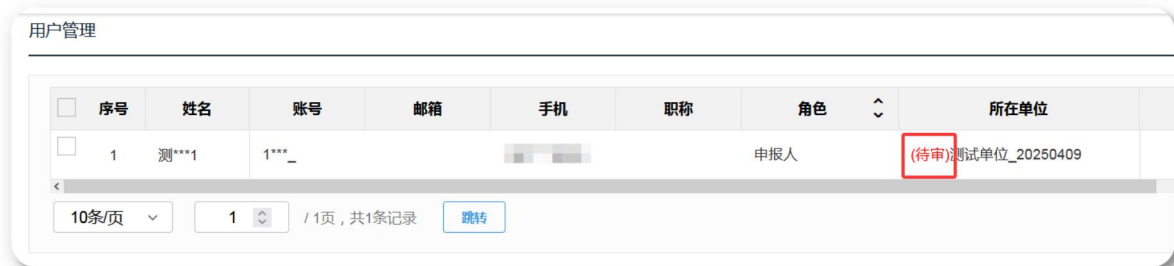 用户管理
序号 姓名 账号 邮箱 手机 职称 角色 所在单位
1 测***1 1***_ 申报人 (待审)测试单位_20250409
10条/页 1 / 1页，共1条记录 跳转